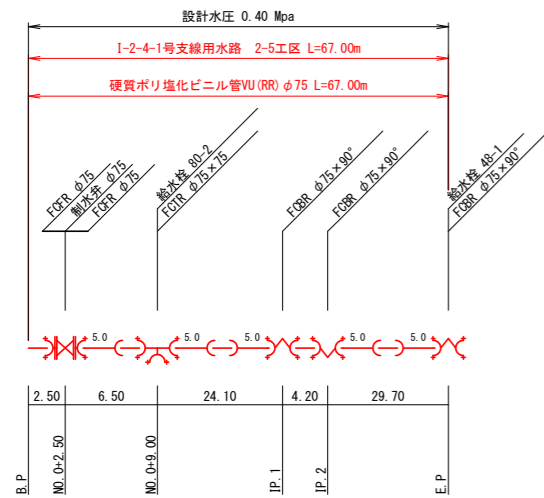 設計水圧 0.40 Mpa
I-2-4-1号支線用水路 2-5工区 L=67.00m
硬質ポリ塩化ビニル管VU(RR)φ75 L=67.00m
FCFR φ75
制水弁 φ75
FCFR φ75
給水栓 80-2
FCTR φ75×75
FCBR φ75×90°
FCBR φ75×90°
給水栓 48-1
FCBR φ75×90°
5.0 5.0 5.0 5.0 5.0
2.50 6.50 24.10 4.20 29.70
B.P
NO.0+2.50
NO.0+9.00
IP.1
IP.2
E.P